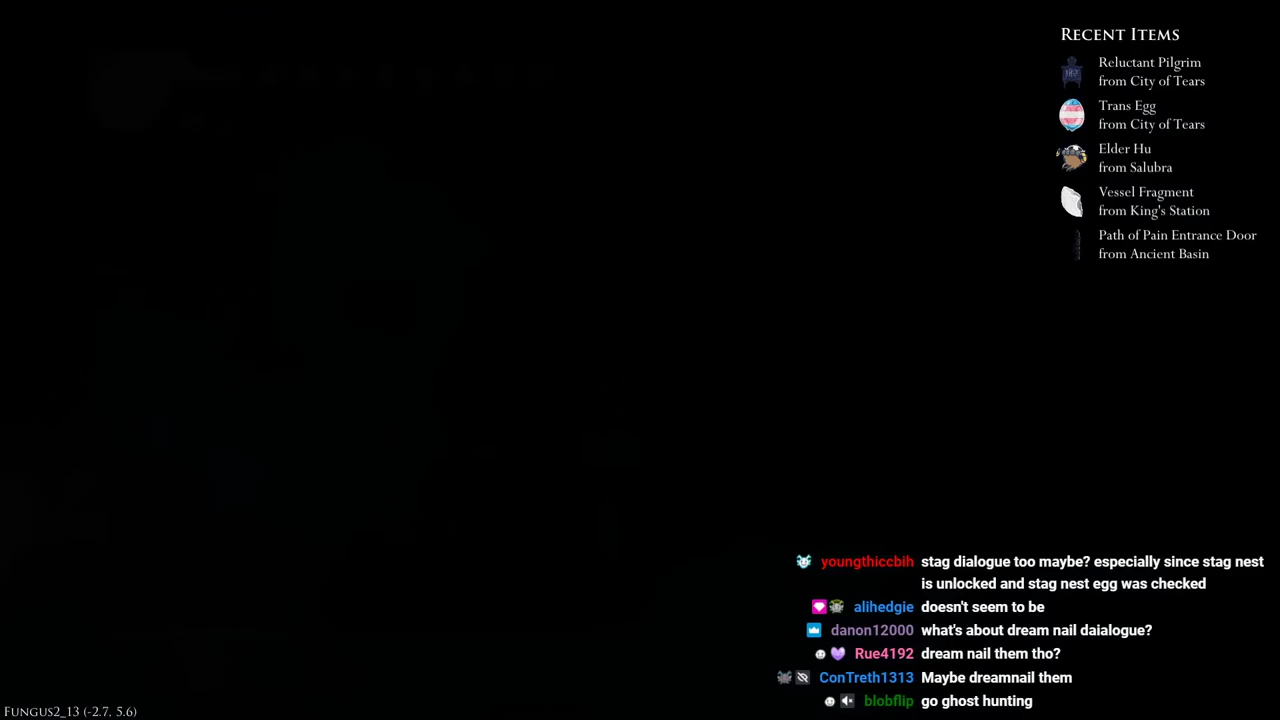 Recent Items
Reluctant Pilgrim
from City of Tears
Trans Egg
from City of Tears
Elder Hu
from Salubra
Vessel Fragment
from King's Station
Path of Pain Entrance Door
from Ancient Basin
youngthiccbih stag dialogue too maybe? especially since stag nest
is unlocked and stag nest egg was checked
alihedgie doesn't seem to be
danon12000 what's about dream nail daialogue?
Rue4192 dream nail them tho?
ConTreth1313 Maybe dreamnail them
blobflip go ghost hunting
Fungus2_13 (-2.7, 5.6)